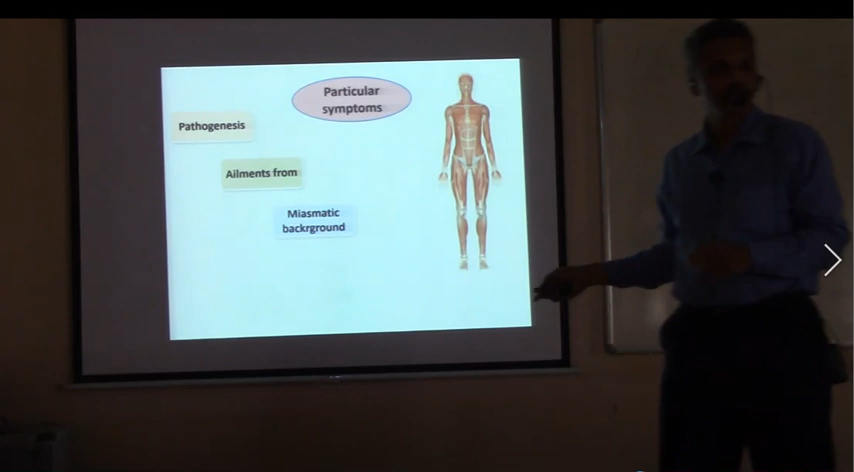 Particular
symptoms
Pathogenesis
Ailments from
Miasmatic
backrground